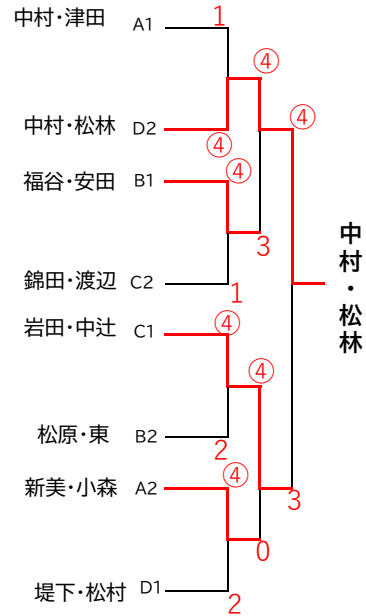 中村・津田 A1 1
④
④
中村・松林 D2 ④
福谷・安田 B1 ④
3
錦田・渡辺 C2 1
中村・松林
岩田・中辻 C1 ④
④
松原・東 B2 2
新美・小森 A2 ④
3
0
堤下・松村 D1 2